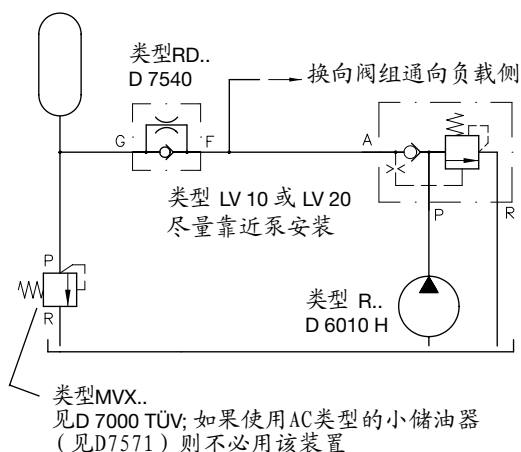 类型RD..
D 7540
换向阀组通向负载侧
G
F
A
类型 LV 10 或 LV 20
尽量靠近泵安装
P
R
P
R
类型 R..
D 6010 H
类型MVX..
见D 7000 TÜV; 如果使用AC类型的小储油器
(见D7571) 则不必用该装置